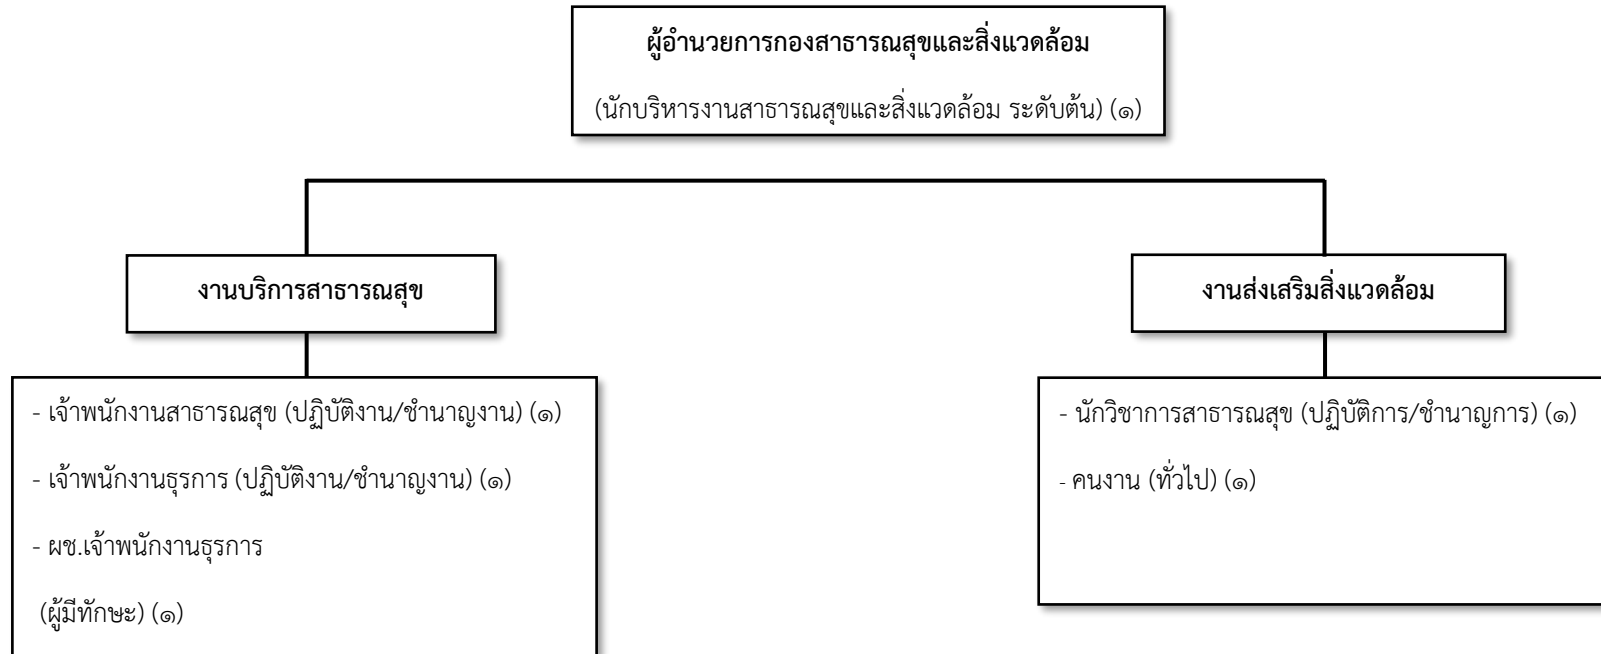 ผู้อำนวยการกองสาธารณสุขและสิ่งแวดล้อม
(นักบริหารงานสาธารณสุขและสิ่งแวดล้อม ระดับต้น) (๑)
งานบริการสาธารณสุข
- เจ้าพนักงานสาธารณสุข (ปฏิบัติงาน/ชำนาญงาน) (๑)
- เจ้าพนักงานธุรการ (ปฏิบัติงาน/ชำนาญงาน) (๑)
- ผช.เจ้าพนักงานธุรการ
(ผู้มีทักษะ) (๑)
งานส่งเสริมสิ่งแวดล้อม
- นักวิชาการสาธารณสุข (ปฏิบัติการ/ชำนาญการ) (๑)
- คนงาน (ทั่วไป) (๑)